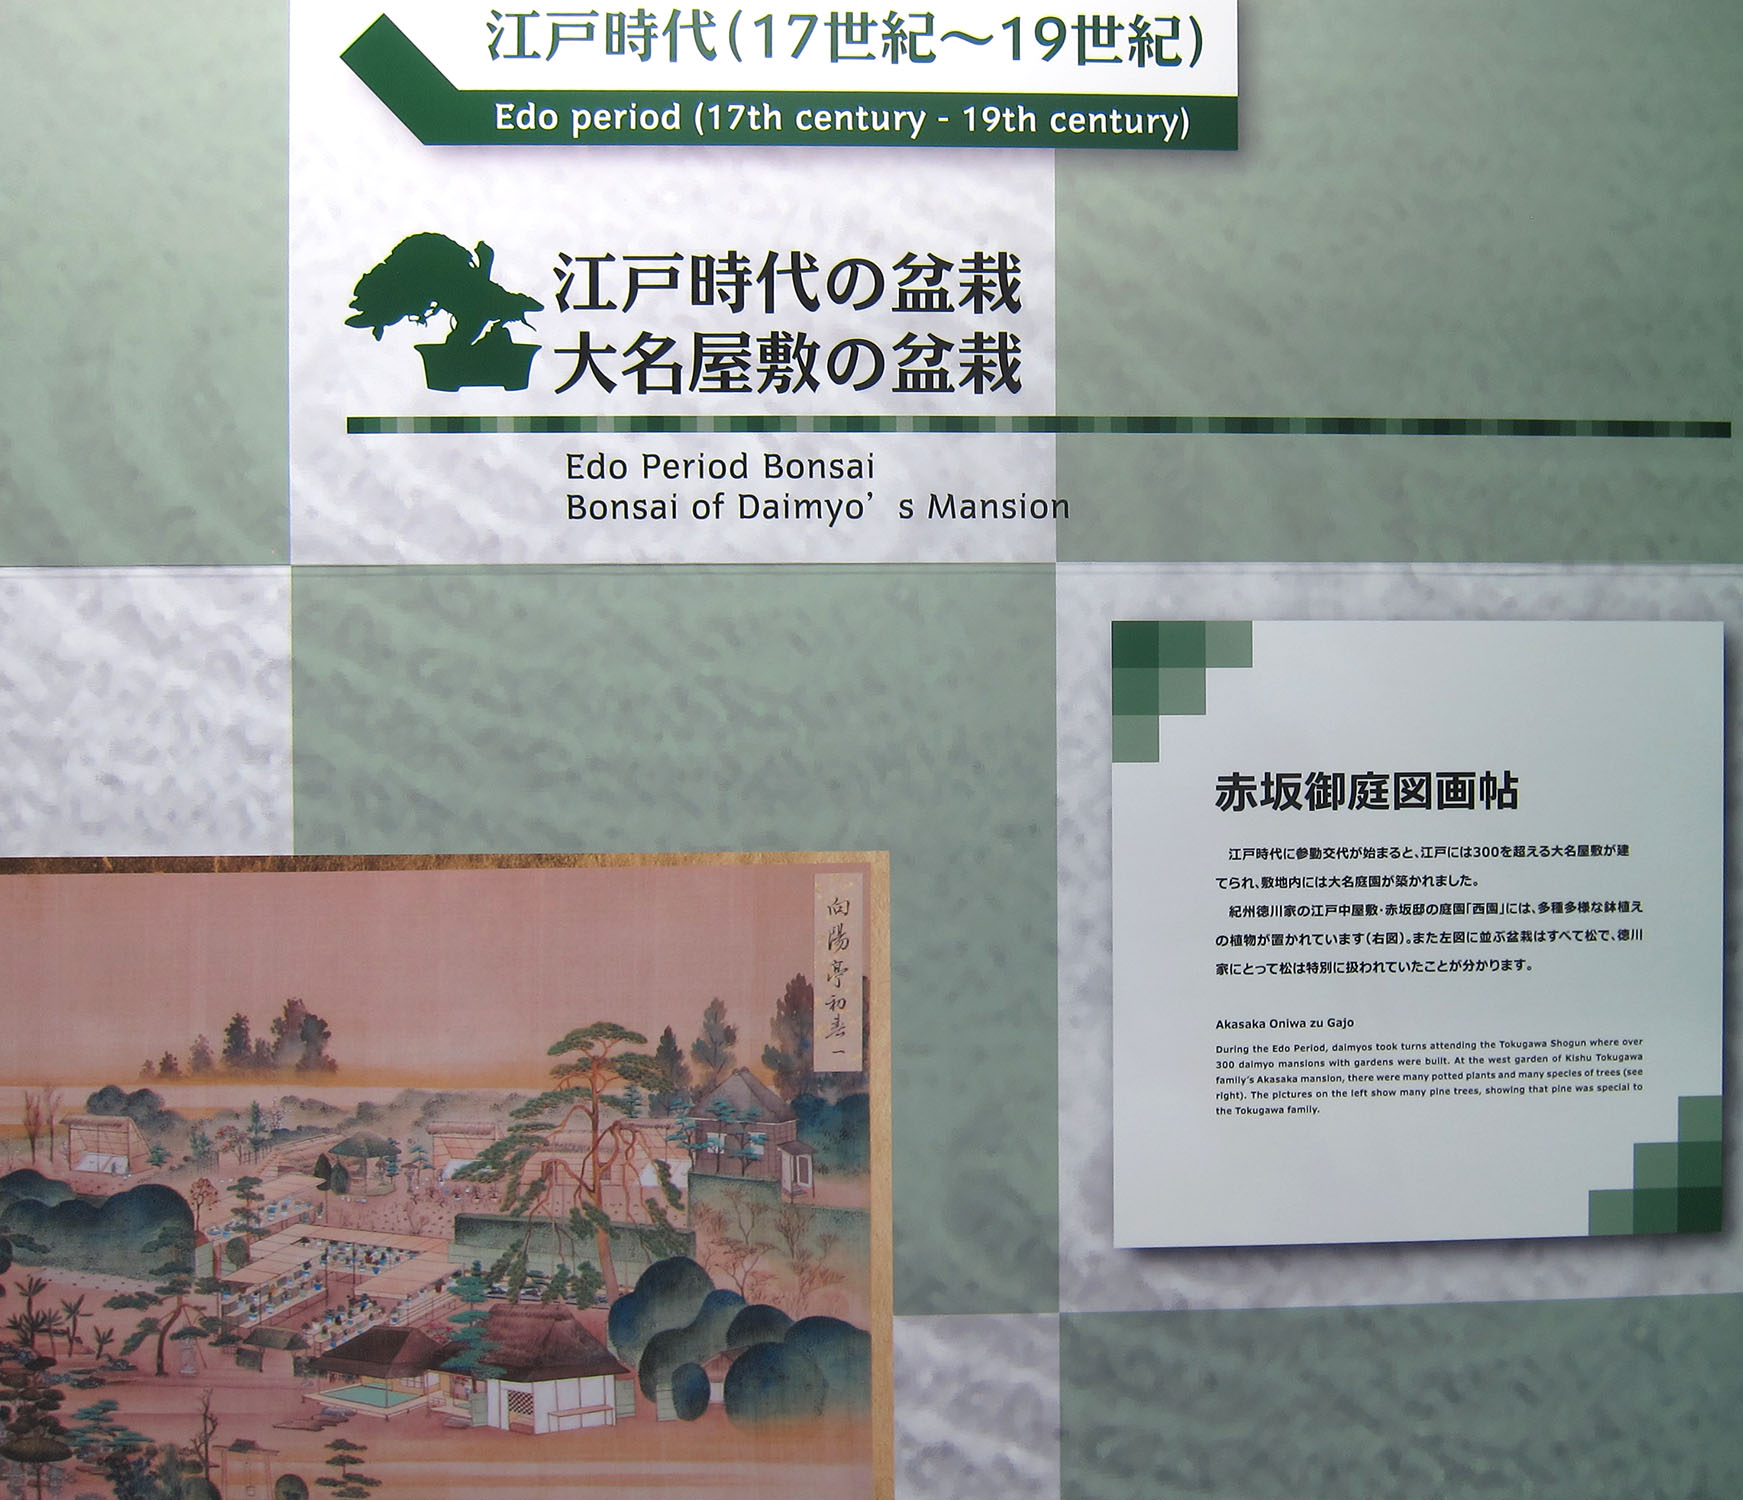 江戸時代(17世紀〜19世紀)
Edo period (17th century - 19th century)
江戸時代の盆栽
大名屋敷の盆栽
Edo Period Bonsai
Bonsai of Daimyo’s Mansion
赤坂御庭図画帖
江戸時代に参勤交代が始まると、江戸には300を超える大名屋敷が建
てられ、敷地内には大名庭園が築かれました。
紀州徳川家の江戸中屋敷・赤坂邸の庭園「西園」には、多種多様な鉢植え
の植物が置かれています(右図)。また左図に並ぶ盆栽はすべて松で、徳川
家にとって松は特別に扱われていたことが分かります。
Akasaka Oniwa zu Gajo
During the Edo Period, daimyos took turns attending the Tokugawa Shogun where over
300 daimyo mansions with gardens were built. At the west garden of Kishu Tokugawa
family's Akasaka mansion, there were many potted plants and many species of trees (see
right). The pictures on the left show many pine trees, showing that pine was special to
the Tokugawa family.
向陽亭初春一